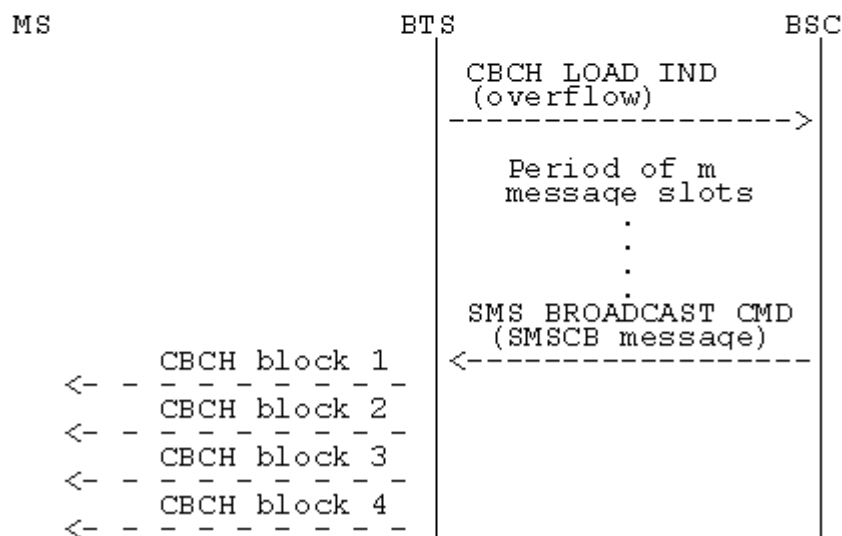 MS BTS BSC
CBCH LOAD IND
(overflow)
Period of m
message slots
SMS BROADCAST CMD
(SMSCB message)
CBCH block 1
CBCH block 2
CBCH block 3
CBCH block 4